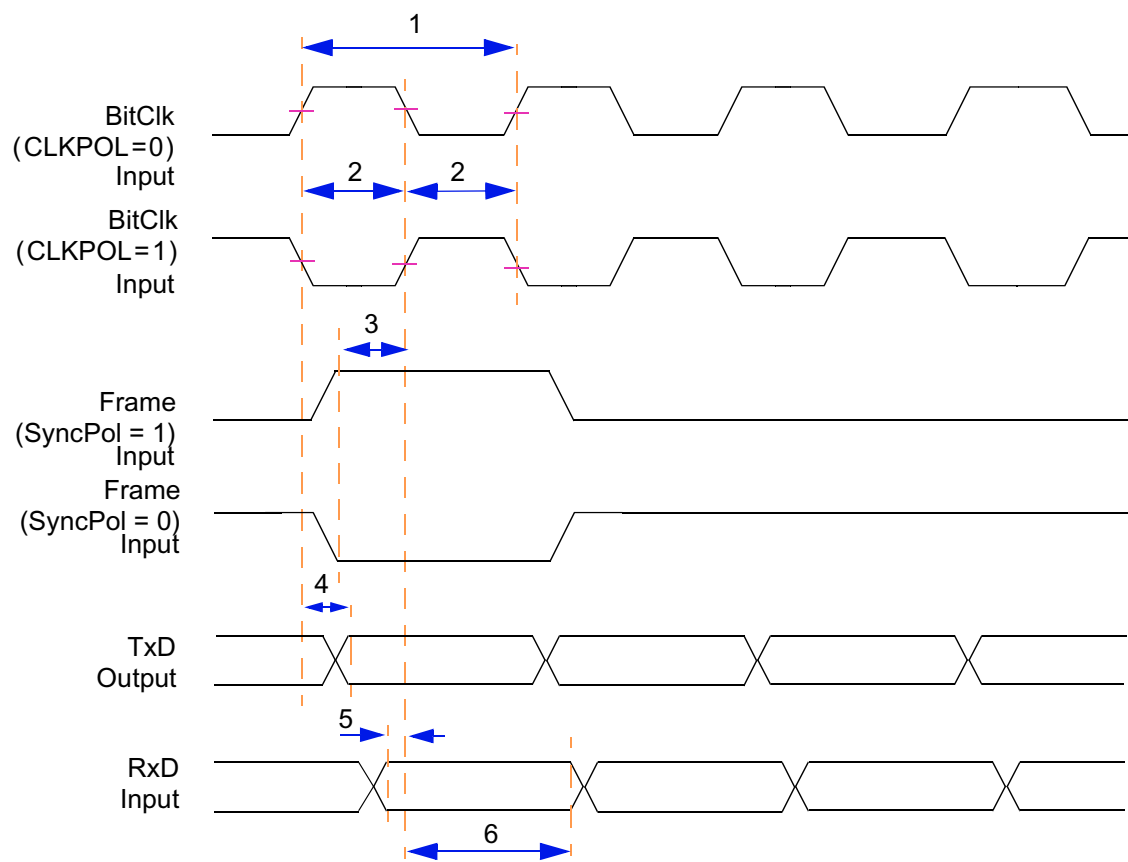 1
BitClk
(CLKPOL=0)
Input
2
2
BitClk
(CLKPOL=1)
Input
3
Frame
(SyncPol = 1)
Input
Frame
(SyncPol = 0)
Input
4
TxD
Output
5
RxD
Input
6